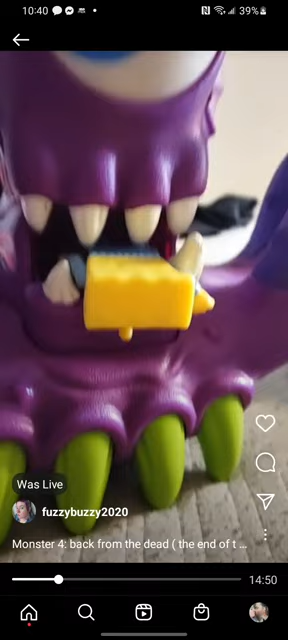 10:40
39%
Was Live
fuzzybuzzy2020
Monster 4: back from the dead ( the end of t ...
14:50